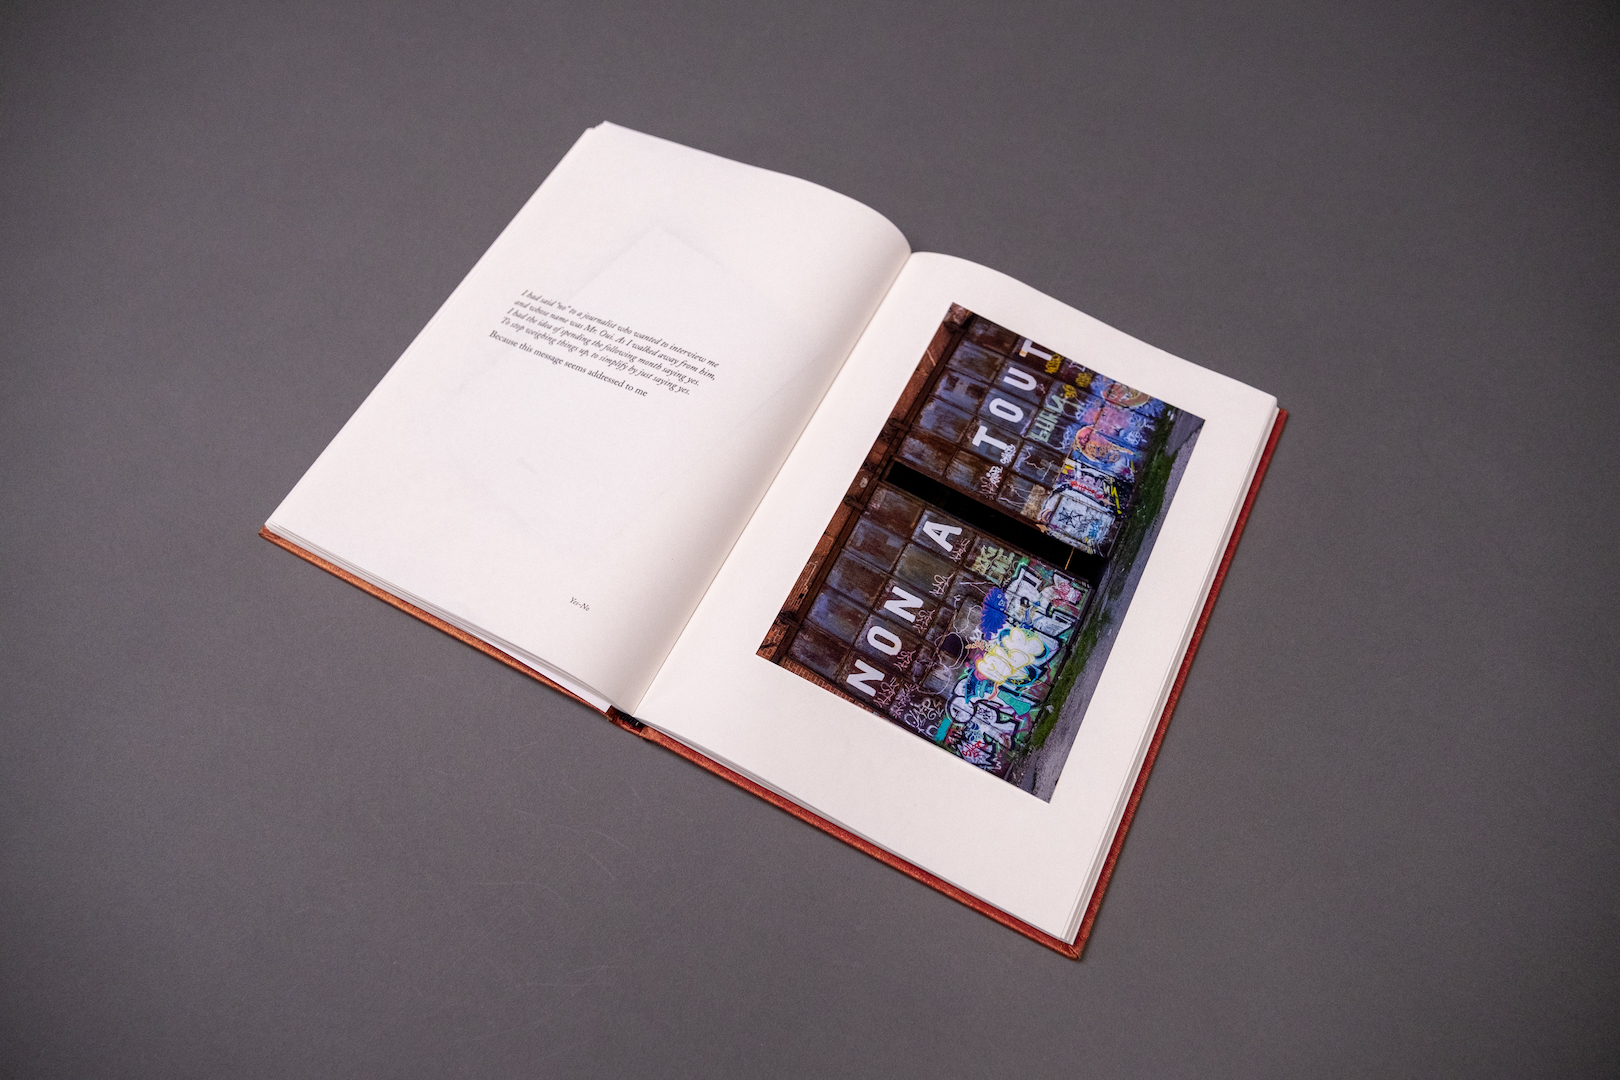 I had said "no" to a journalist who wanted to interview me
and whose name was Mr. Oui. As I walked away from him,
I had the idea of spending the following month saying yes.
To stop weighing things up, to simplify by just saying yes.
Because this message seems addressed to me
Yes-No
NON A TOUT